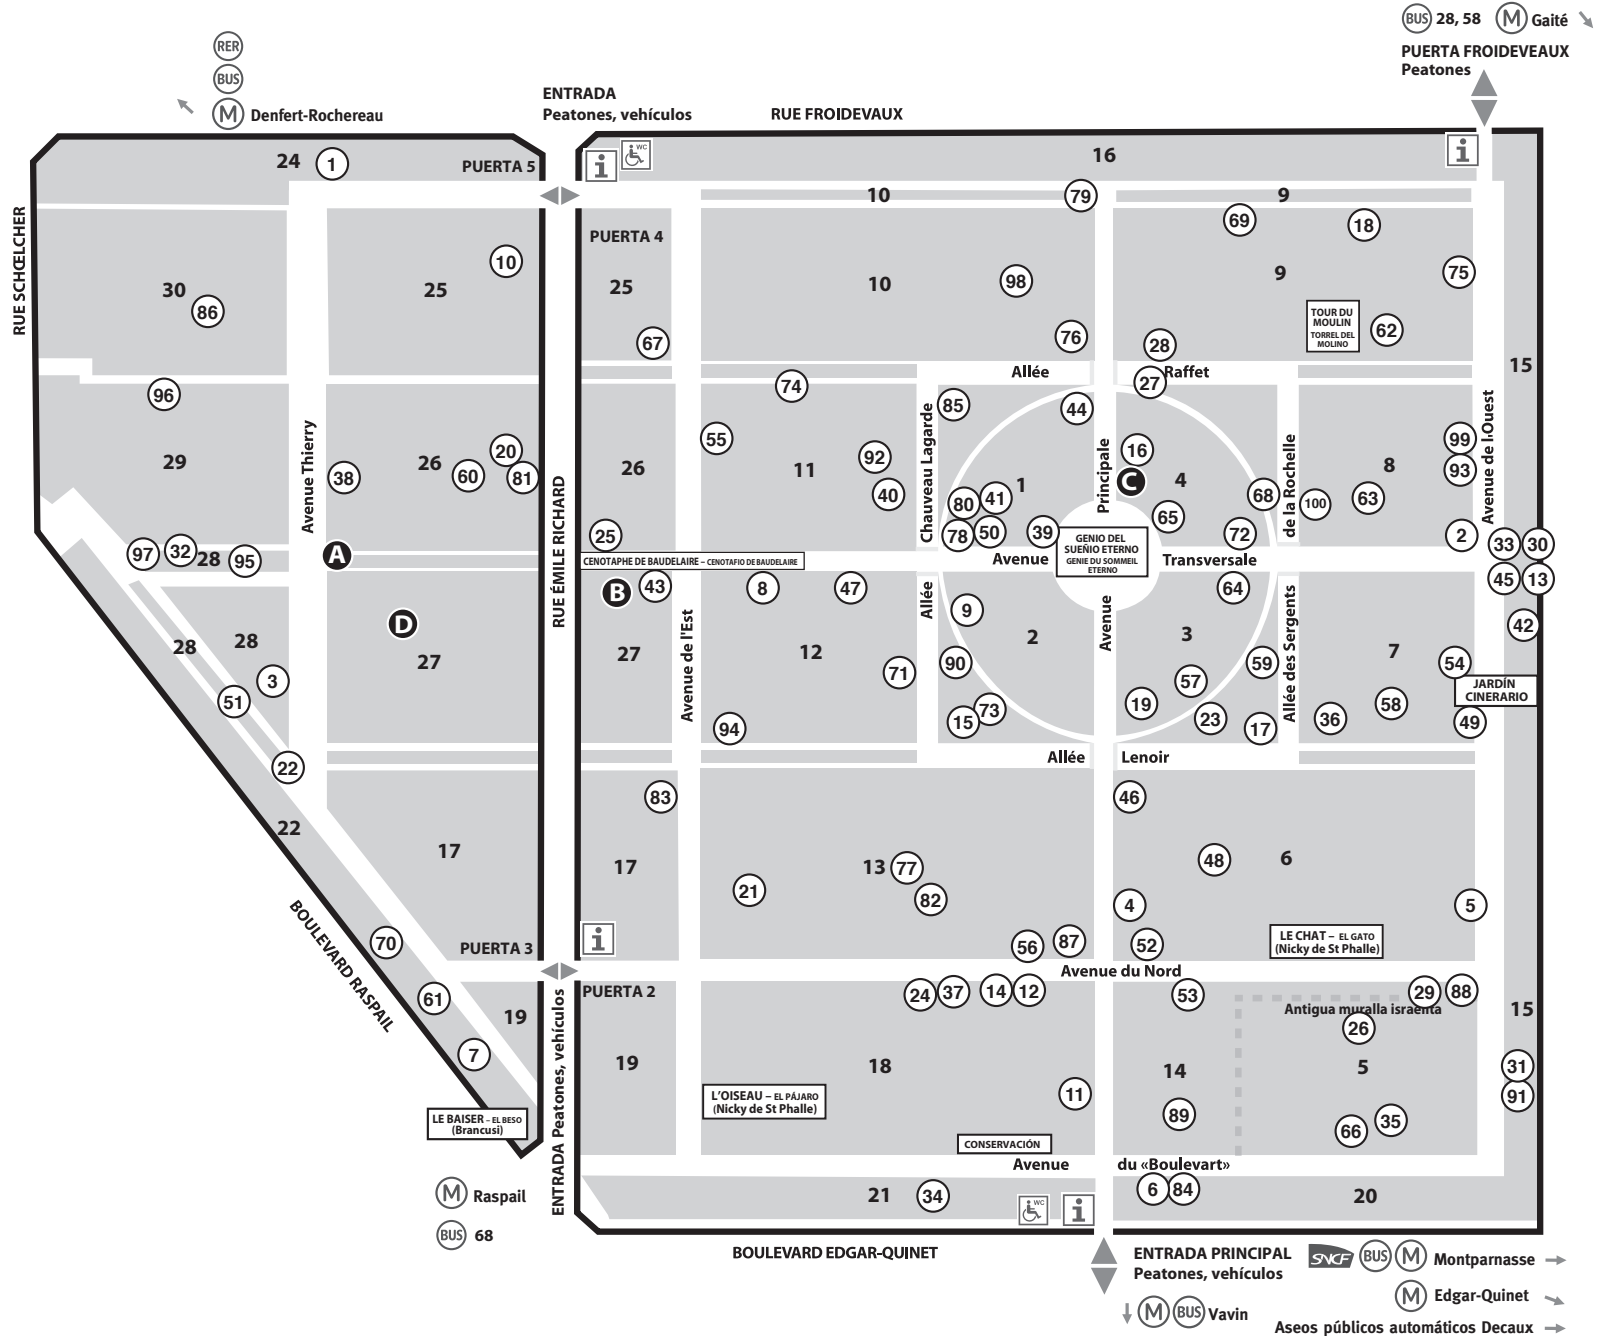 BUS 28, 58 M Gaité
PUERTA FROIDEVEAUX
Peatones
RER
BUS
M Denfert-Rochereau
ENTRADA
Peatones, vehículos
RUE FROIDEVAUX
24 1 PUERTA 5
i WC 16 i
10 79 9
RUE SCHŒLCHER
PUERTA 4
69 18
30 86 25 10
25 67
10 98 76
9 75 28 62
TOUR DU
MOULIN
TORREL DEL
MOLINO
15
Allée Raffet
27
96 74 85 44
29
Avenue Thierry
38 26 60 20 81
RUE ÉMILE RICHARD
26 25
55 11 92 40
Chauveau Lagarde
80 41 1 78 50 39
Principale
16 C 4 65 68 72
de la Rochelle
100 63 8 99 93 2
Avenue de l'Ouest
97 32 28 95 A
CENOTAPHE DE BAUDELAIRE – CENOTAFIO DE BAUDELAIRE
Avenue Transversale
GENIO DEL
SUEÑIO ETERNO
GENIE DU SOMMEIL
ETERNO
33 30
45 13
42
B 43 8 47
Allée
9 2 90 73 15
Avenue
64 3 59 57 19 23 17
Allée des Sergents
7 54 58 36 49
JARDÍN
CINERARIO
D 27
28 28 3 51
27
Avenue de l'Est
12 71 94
22
Allée Lenoir
22
83 46
17 17
13 77 21 82
48 6
4 5
56 87 52
LE CHAT – EL GATO
(Nicky de St Phalle)
BOULEVARD RASPAIL
70
PUERTA 3
i
Avenue du Nord
PUERTA 2
61 19 7
24 37 14 12
53 29 88
Antigua muralla israelita
26
15
19 18 14 5
31
91
11 89 66 35
L'OISEAU – EL PÁJARO
(Nicky de St Phalle)
LE BAISER – EL BESO
(Brancusi)
CONSERVACIÓN
ENTRADA Peatones, vehículos
Avenue du «Boulevart»
21 34 WC i
6 84 20
M Raspail
BUS 68
BOULEVARD EDGAR-QUINET
ENTRADA PRINCIPAL
Peatones, vehículos
SNCF BUS M Montparnasse
M Edgar-Quinet
M BUS Vavin
Aseos públicos automáticos Decaux